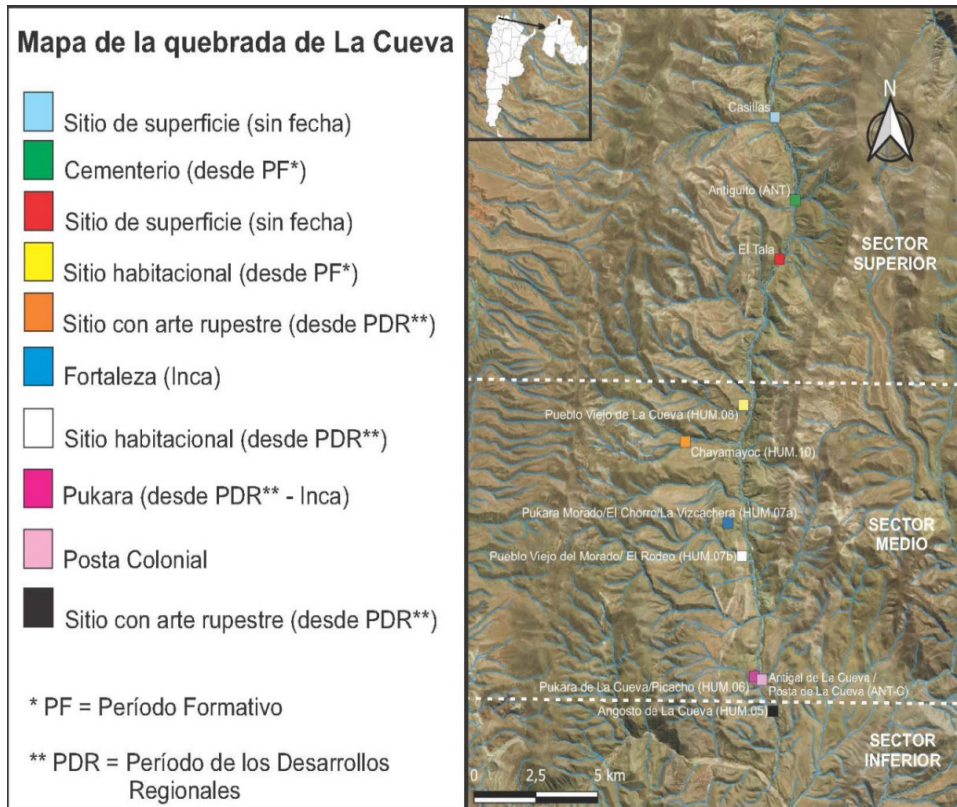 Mapa de la quebrada de La Cueva
Sitio de superficie (sin fecha)
Cementerio (desde PF*)
Sitio de superficie (sin fecha)
Sitio habitacional (desde PF*)
Sitio con arte rupestre (desde PDR**)
Fortaleza (Inca)
Sitio habitacional (desde PDR**)
Pukara (desde PDR** - Inca)
Posta Colonial
Sitio con arte rupestre (desde PDR**)
* PF = Período Formativo
** PDR = Período de los Desarrollos
Regionales
N
Casillas
Antiguito (ANT)
El Tala
SECTOR
SUPERIOR
Pueblo Viejo de La Cueva (HUM.08)
Chayamayoc (HUM.10)
Pukara Morado/El Chorro/La Vizcachera (HUM.07a)
SECTOR
MEDIO
Pueblo Viejo del Morado/ El Rodeo (HUM.07b)
Pukara de La Cueva/Picacho (HUM.06)
Antigal de La Cueva /
Posta de La Cueva (ANT-C)
Angosto de La Cueva (HUM.05)
SECTOR
INFERIOR
0 2,5 5 km